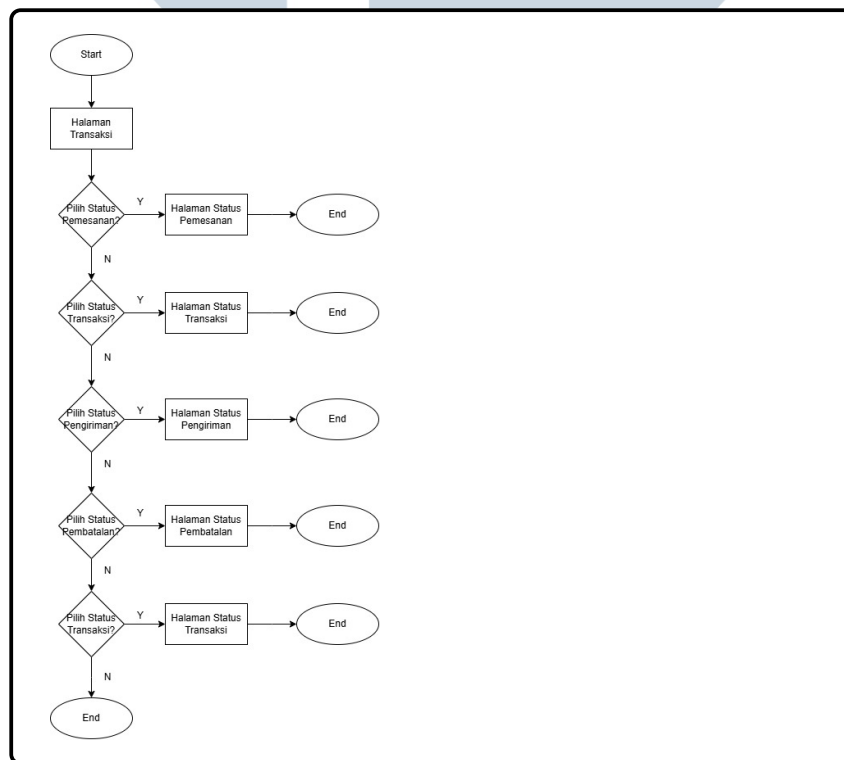 Start
Halaman
Transaksi
Pilih Status
Pemesanan?
Y
Halaman Status
Pemesanan
End
N
Pilih Status
Transaksi?
Y
Halaman Status
Transaksi
End
N
Pilih Status
Pengiriman?
Y
Halaman Status
Pengiriman
End
N
Pilih Status
Pembatalan?
Y
Halaman Status
Pembatalan
End
N
Pilih Status
Transaksi?
Y
Halaman Status
Transaksi
End
N
End